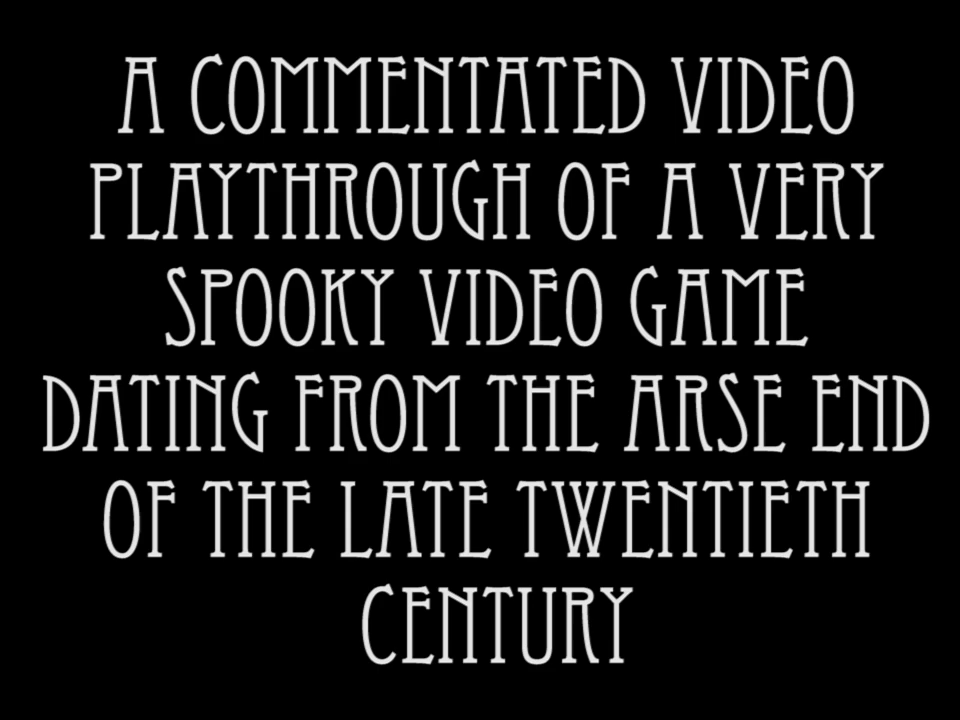 A COMMENTATED VIDEO
PLAYTHROUGH OF A VERY
SPOOKY VIDEO GAME
DATING FROM THE ARSE END
OF THE LATE TWENTIETH
CENTURY